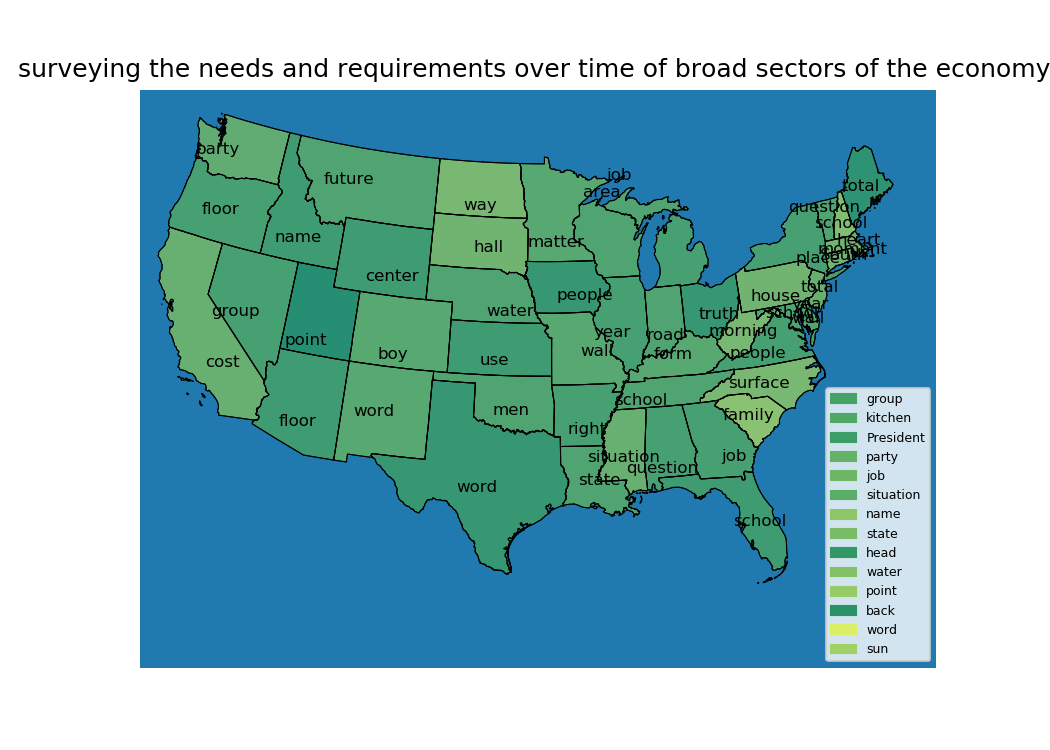 surveying the needs and requirements over time of broad sectors of the economy
party
future
job
area
way
total
question
school
floor
name
hall
matter
heart
place
center
people
house
total
group
water
year
truth
school
wall
point
year
road
morning
boy
use
wall
form
people
cost
surface
word
men
school
family
floor
right
situation
job
question
state
word
school
group
kitchen
President
party
job
situation
name
state
head
water
point
back
word
sun